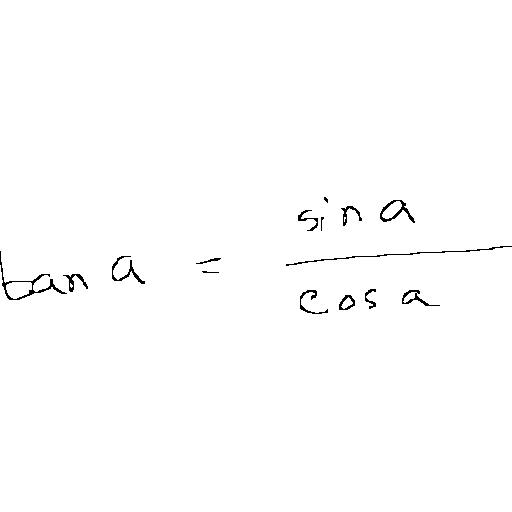 tan a = sin a / cos a